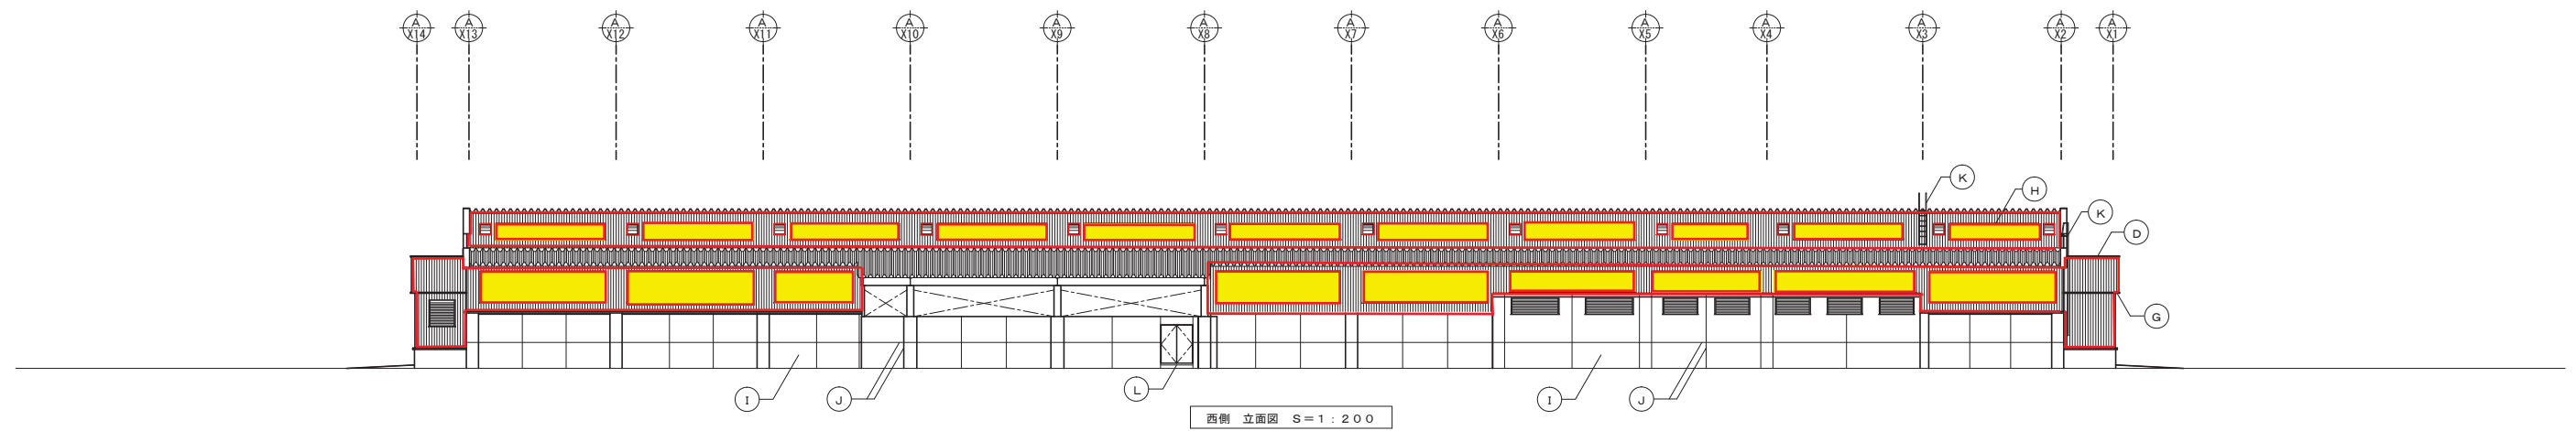 A A A A A A A A A A A A A A
X14 X13 X12 X11 X10 X9 X8 X7 X6 X5 X4 X3 X2 X1
K
H
K
D
G
I J L I J
西側 立面図 S=1:200